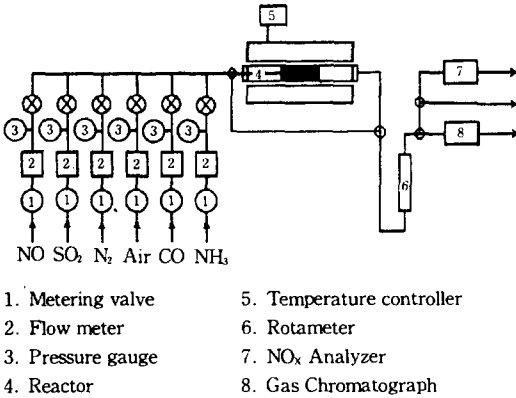 5
4
7
3 3 3 3 3 3
8
2 2 2 2 2 2
6
1 1 1 1 1 1
NO SO₂ N₂ Air CO NH₃
1. Metering valve
2. Flow meter
3. Pressure gauge
4. Reactor
5. Temperature controller
6. Rotameter
7. NOx Analyzer
8. Gas Chromatograph